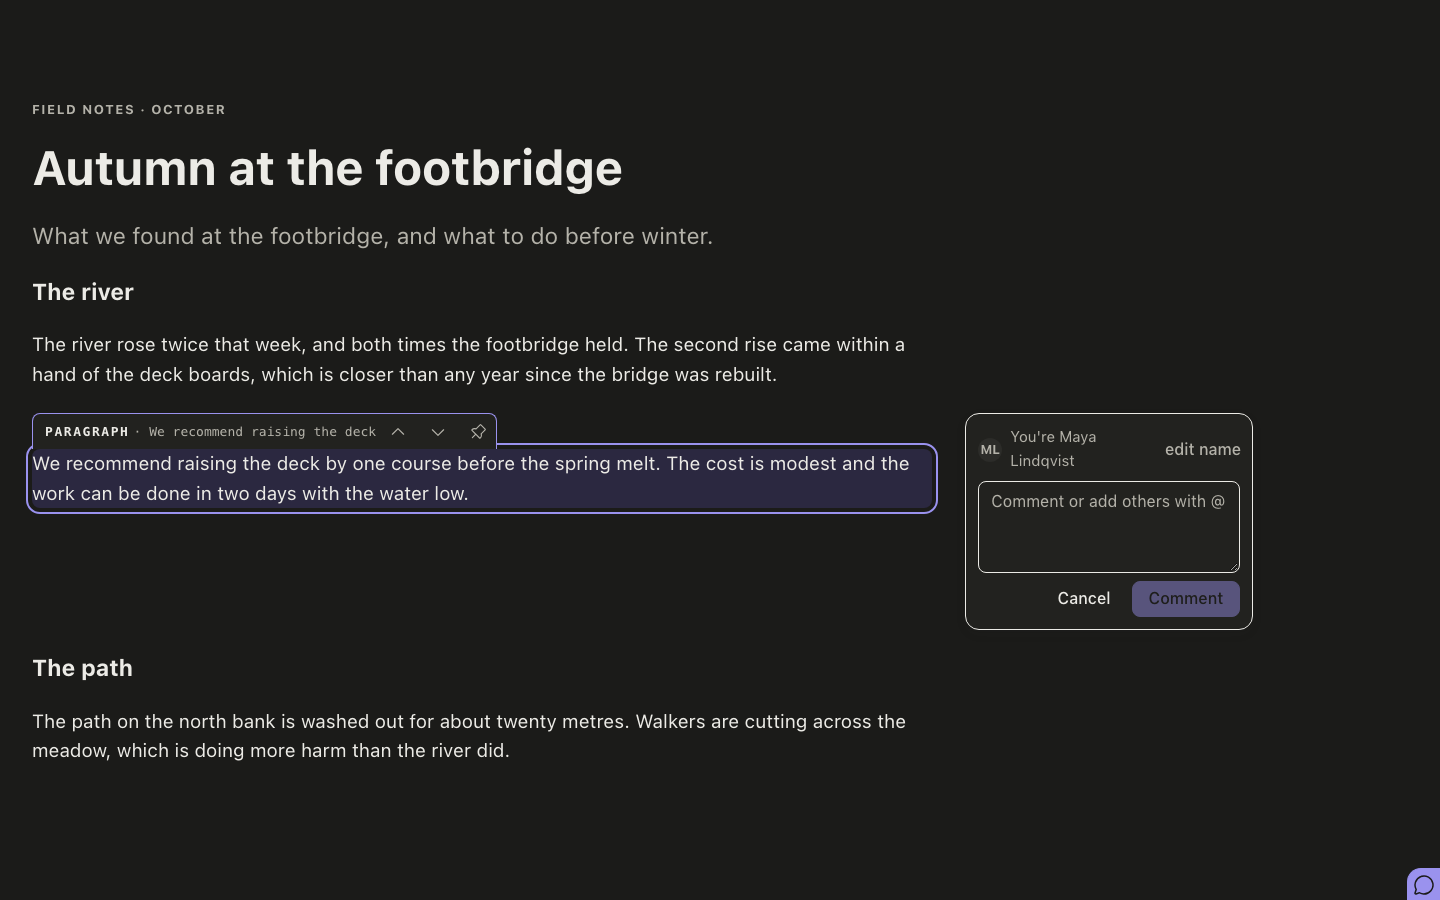 FIELD NOTES · OCTOBER
Autumn at the footbridge
What we found at the footbridge, and what to do before winter.
The river
The river rose twice that week, and both times the footbridge held. The second rise came within a
hand of the deck boards, which is closer than any year since the bridge was rebuilt.
PARAGRAPH · We recommend raising the deck
We recommend raising the deck by one course before the spring melt. The cost is modest and the
work can be done in two days with the water low.
ML
You're Maya
Lindqvist
edit name
Comment or add others with @
Cancel
Comment
The path
The path on the north bank is washed out for about twenty metres. Walkers are cutting across the
meadow, which is doing more harm than the river did.